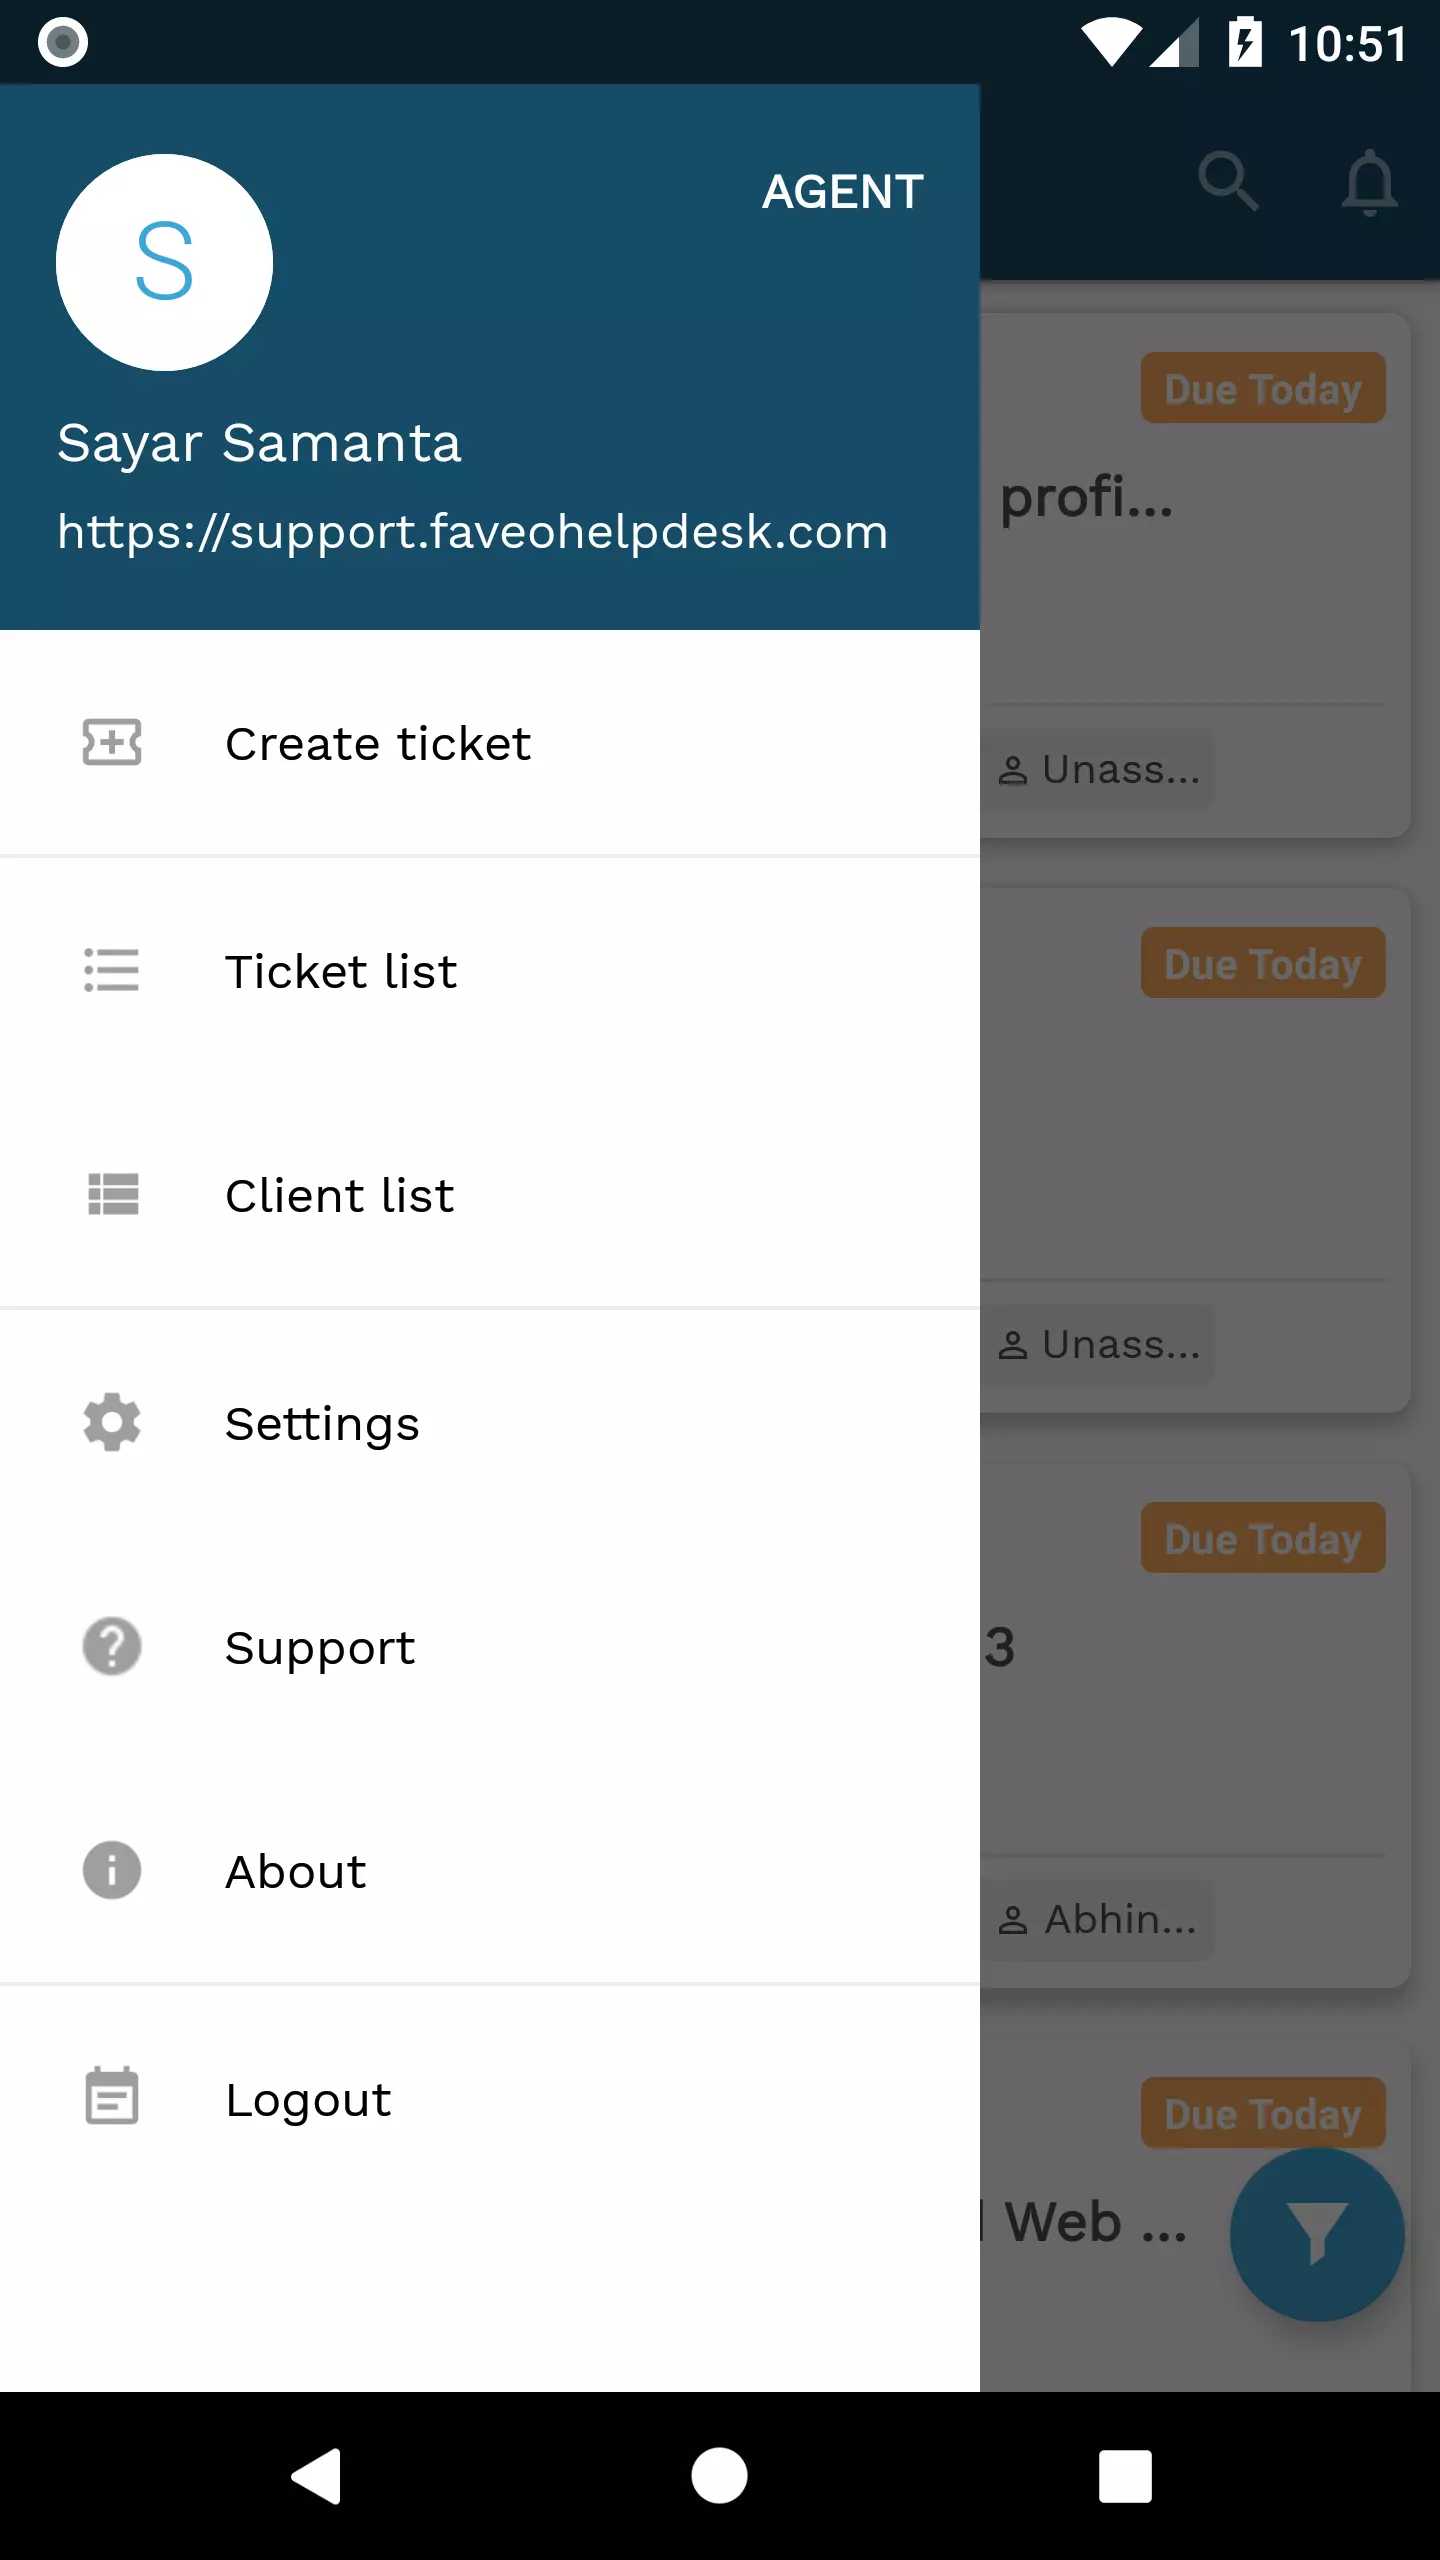 10:51
AGENT
S
Sayar Samanta
https://support.faveohelpdesk.com
Create ticket
Ticket list
Client list
Settings
Support
About
Logout
Due Today
profi...
Unass...
Due Today
Unass...
Due Today
3
Abhin...
Due Today
Web ...